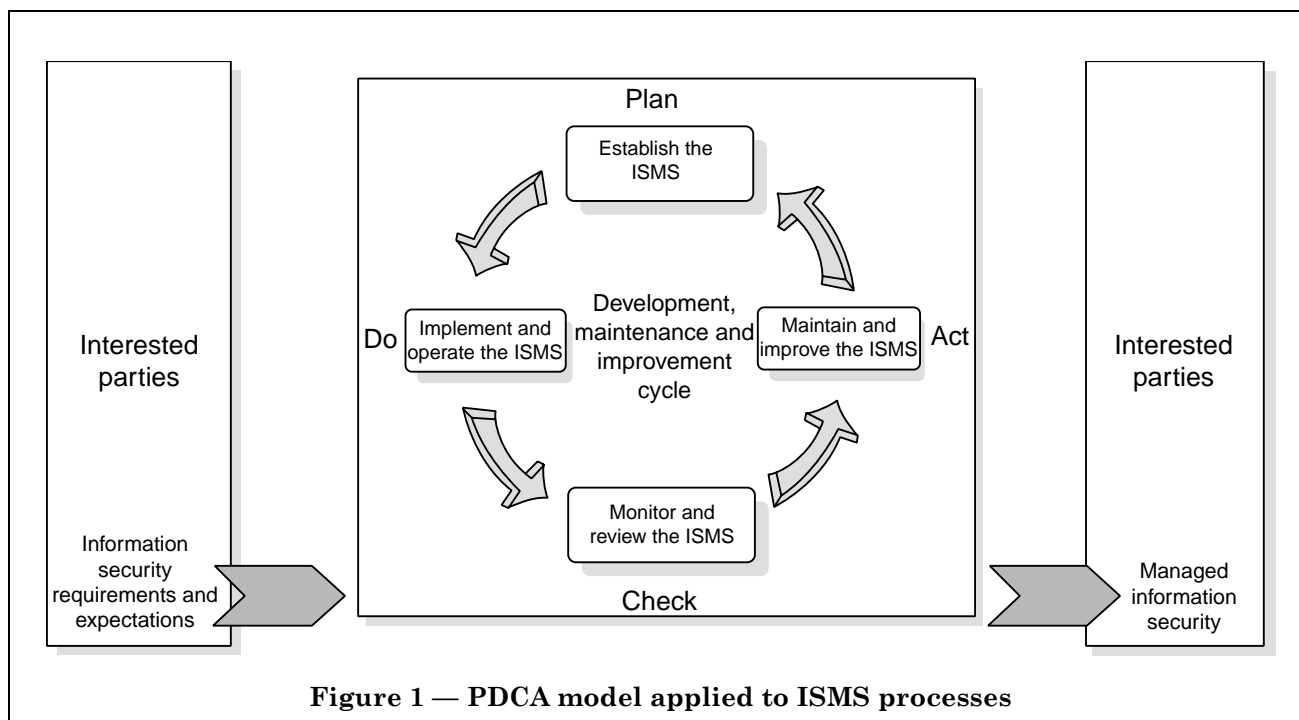 Interested
parties
Information
security
requirements and
expectations
Plan
Establish the
ISMS
Do
Implement and
operate the ISMS
Development,
maintenance and
improvement
cycle
Maintain and
improve the ISMS
Act
Monitor and
review the ISMS
Check
Interested
parties
Managed
information
security
Figure 1 — PDCA model applied to ISMS processes